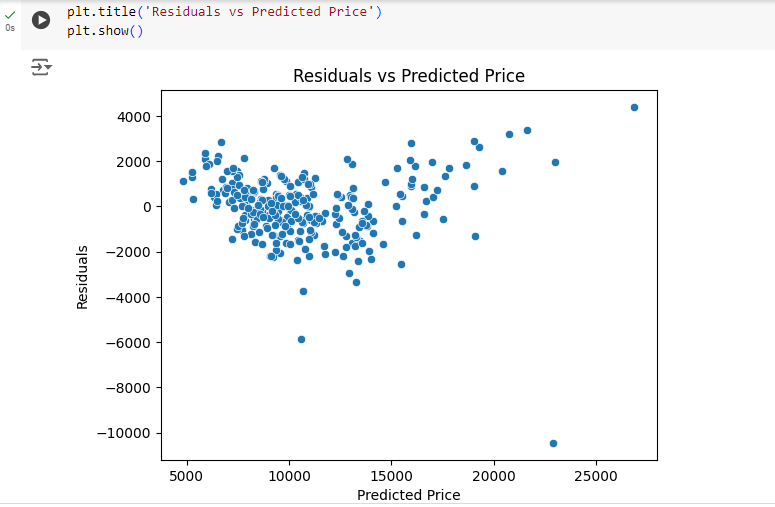 plt.title('Residuals vs Predicted Price')
0s
plt.show()
Residuals vs Predicted Price
4000
2000
0
−2000
−4000
−6000
−8000
−10000
Residuals
5000 10000 15000 20000 25000
Predicted Price